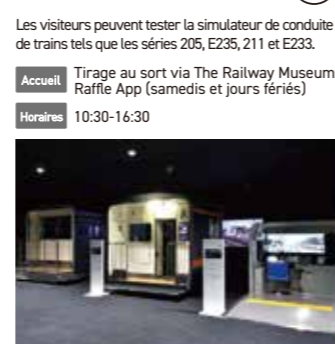 Les visiteurs peuvent tester la simulateur de conduite
de trains tels que les séries 205, E235, 211 et E233.
Accueil Tirage au sort via The Railway Museum
Raffle App (samedis et jours fériés)
Horaires 10:30-16:30